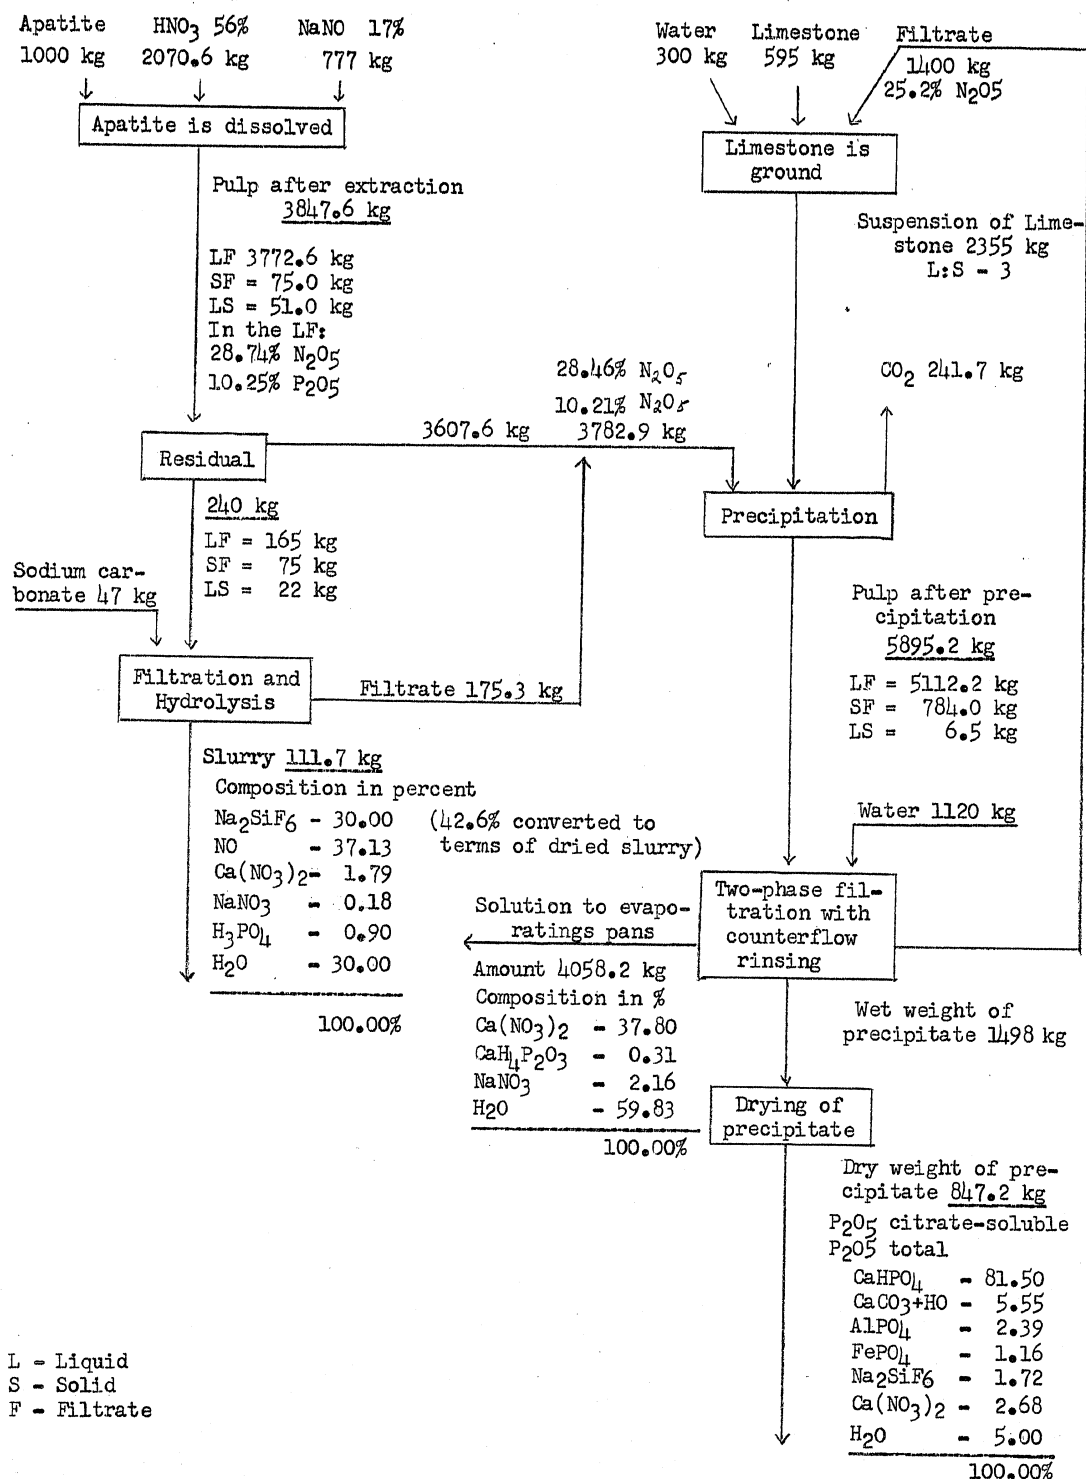 Apatite HNO3 56% NaNO 17%
1000 kg 2070.6 kg 777 kg
Apatite is dissolved
Pulp after extraction
3847.6 kg
LF 3772.6 kg
SF = 75.0 kg
LS = 51.0 kg
In the LF:
28.74% N2O5
10.25% P2O5
Residual
240 kg
LF = 165 kg
SF = 75 kg
LS = 22 kg
Sodium car-
bonate 47 kg
Filtration and
Hydrolysis
Filtrate 175.3 kg
28.46% N2O5
10.21% N2O5
3607.6 kg 3782.9 kg
Slurry 111.7 kg
Composition in percent
Na2SiF6 - 30.00 (42.6% converted to
NO - 37.13 terms of dried slurry)
Ca(NO3)2- 1.79
NaNO3 - 0.18
H3PO4 - 0.90
H2O - 30.00
100.00%
Water Limestone Filtrate
300 kg 595 kg 1400 kg
25.2% N2O5
Limestone is
ground
Suspension of Lime-
stone 2355 kg
L:S - 3
CO2 241.7 kg
Precipitation
Pulp after pre-
cipitation
5895.2 kg
LF = 5112.2 kg
SF = 784.0 kg
LS = 6.5 kg
Water 1120 kg
Two-phase fil-
tration with
counterflow
rinsing
Solution to evapo-
ratings pans
Amount 4058.2 kg
Composition in %
Ca(NO3)2 - 37.80
CaH4P2O3 - 0.31
NaNO3 - 2.16
H2O - 59.83
100.00%
Wet weight of
precipitate 1498 kg
Drying of
precipitate
Dry weight of pre-
cipitate 847.2 kg
P2O5 citrate-soluble
P2O5 total
CaHPO4 - 81.50
CaCO3+HO - 5.55
AlPO4 - 2.39
FePO4 - 1.16
Na2SiF6 - 1.72
Ca(NO3)2 - 2.68
H2O - 5.00
100.00%
L - Liquid
S - Solid
F - Filtrate